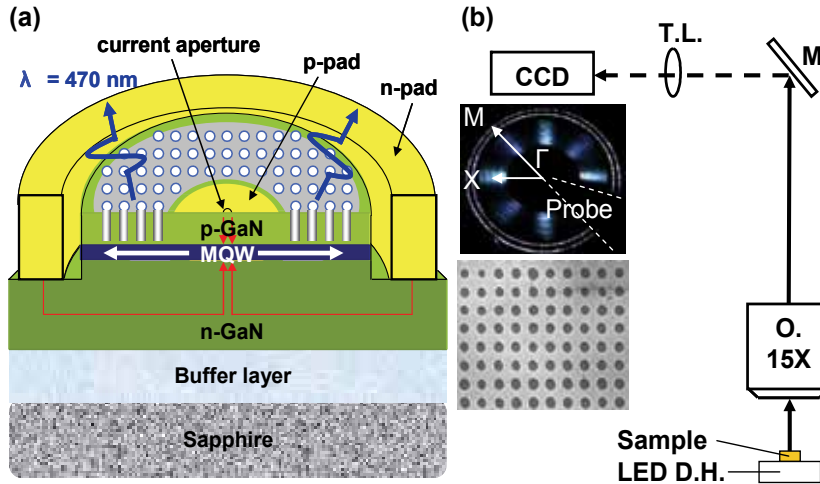 (a)
current aperture
p-pad
λ = 470 nm
n-pad
p-GaN
MQW
n-GaN
Buffer layer
Sapphire
(b)
T.L.
M
CCD
M
Γ
X
Probe
O.
15X
Sample
LED D.H.